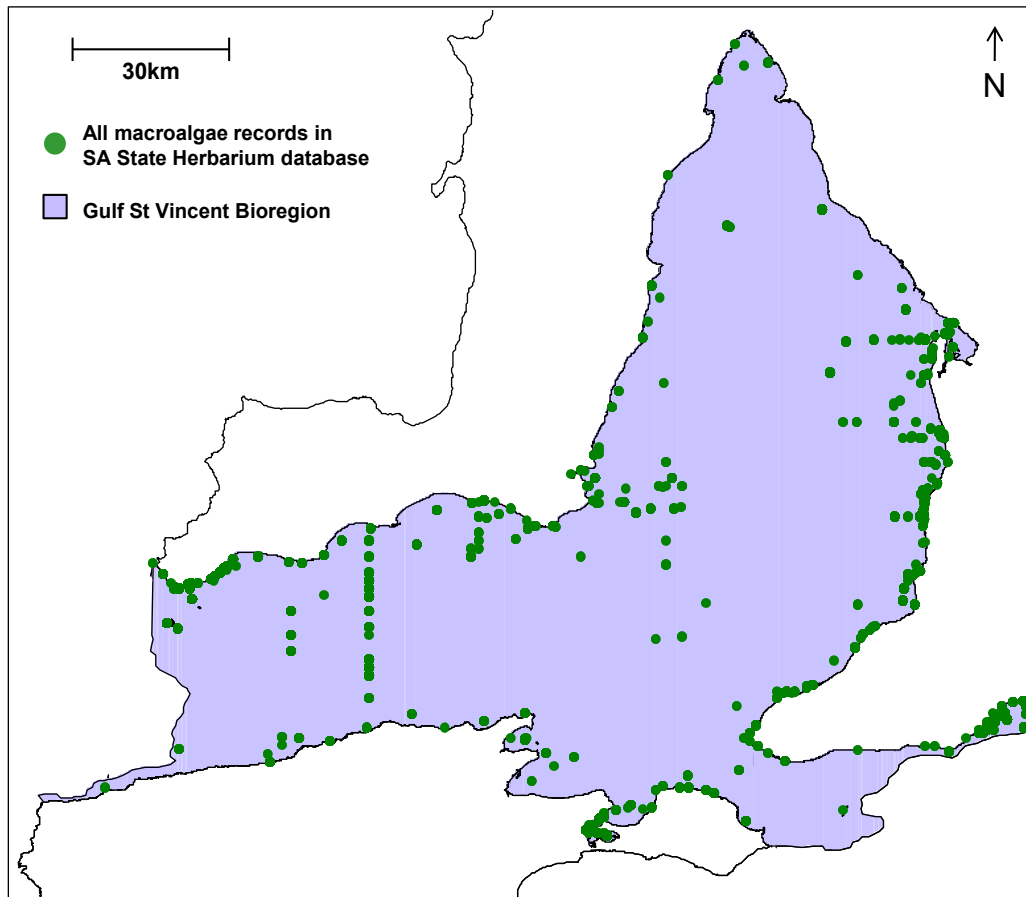 30km
N
All macroalgae records in
SA State Herbarium database
Gulf St Vincent Bioregion